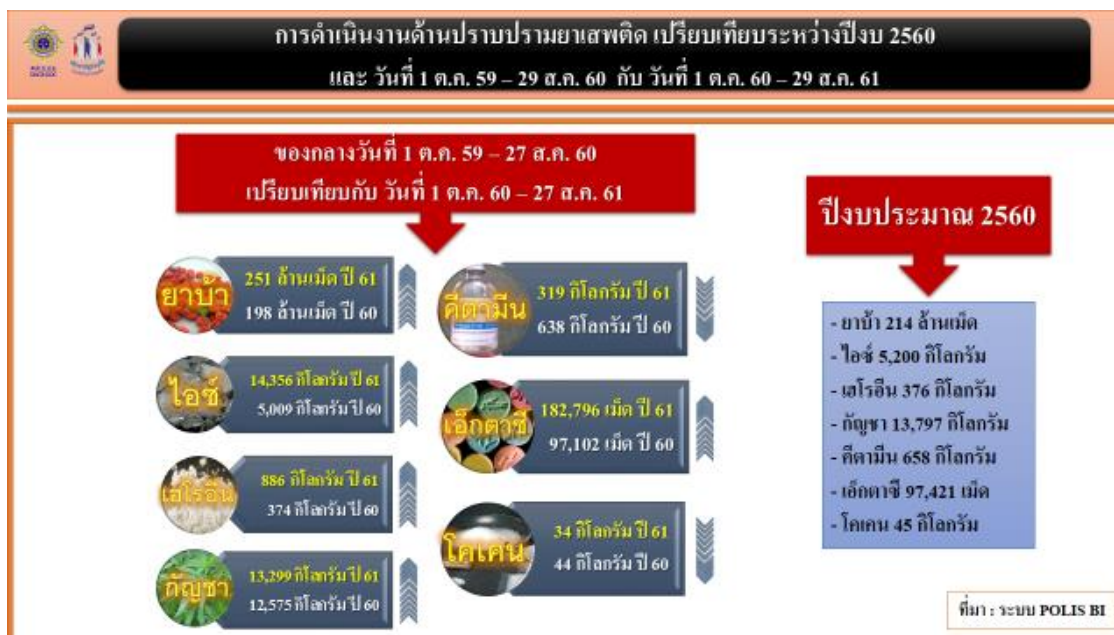 การดำเนินงานด้านปราบปรามยาเสพติด เปรียบเทียบระหว่างปีงบ 2560
และ วันที่ 1 ต.ค. 59 – 29 ส.ค. 60 กับ วันที่ 1 ต.ค. 60 – 29 ส.ค. 61
ของกลางวันที่ 1 ต.ค. 59 – 27 ส.ค. 60
เปรียบเทียบกับ วันที่ 1 ต.ค. 60 – 27 ส.ค. 61
ยาบ้า
251 ล้านเม็ด ปี 61
198 ล้านเม็ด ปี 60
ไอซ์
14,356 กิโลกรัม ปี 61
5,009 กิโลกรัม ปี 60
เฮโรอีน
886 กิโลกรัม ปี 61
374 กิโลกรัม ปี 60
กัญชา
13,299 กิโลกรัม ปี 61
12,575 กิโลกรัม ปี 60
คีตามีน
319 กิโลกรัม ปี 61
638 กิโลกรัม ปี 60
เอ็กตาซี
182,796 เม็ด ปี 61
97,102 เม็ด ปี 60
โคเคน
34 กิโลกรัม ปี 61
44 กิโลกรัม ปี 60
ปีงบประมาณ 2560
- ยาบ้า 214 ล้านเม็ด
- ไอซ์ 5,200 กิโลกรัม
- เฮโรอีน 376 กิโลกรัม
- กัญชา 13,797 กิโลกรัม
- คีตามีน 658 กิโลกรัม
- เอ็กตาซี 97,421 เม็ด
- โคเคน 45 กิโลกรัม
ที่มา : ระบบ POLIS BI